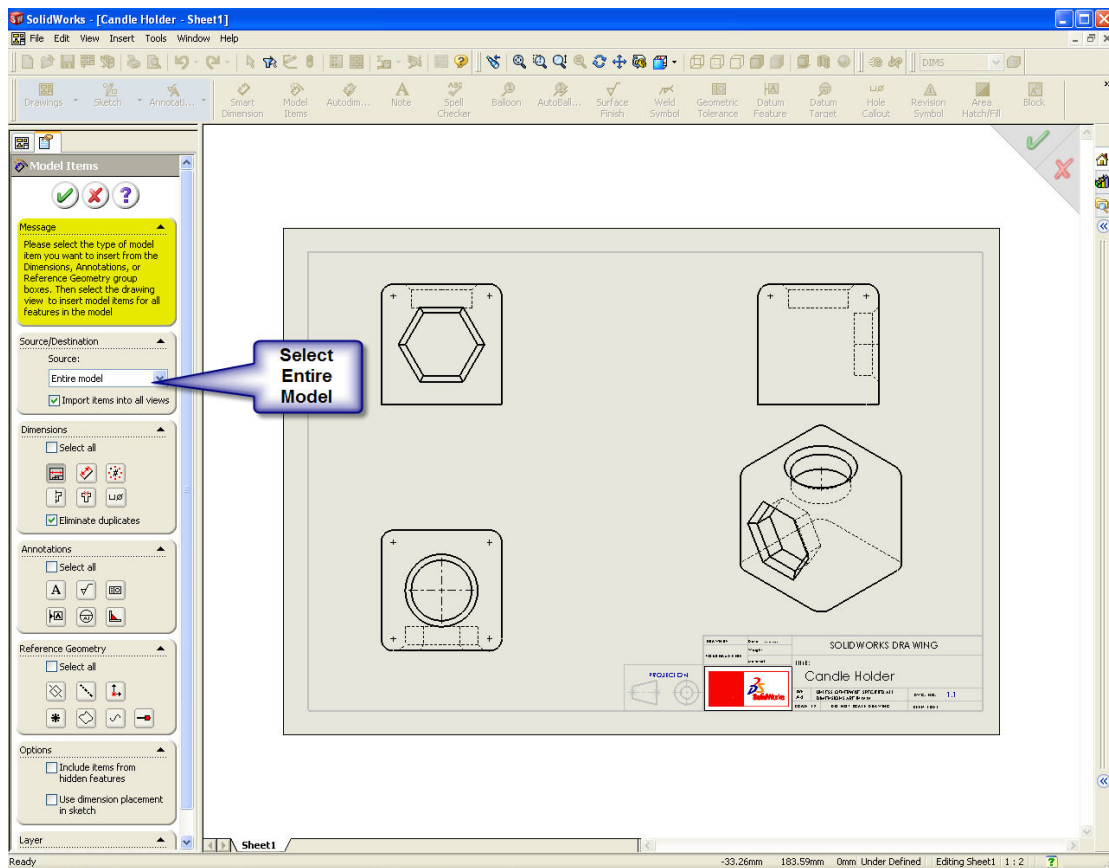 SolidWorks - [Candle Holder - Sheet1]
File Edit View Insert Tools Window Help
DIMS
Drawings Sketch Annotati... Smart Dimension Model Items Autodim... Note Spell Checker Balloon AutoBall... Surface Finish Weld Symbol Geometric Tolerance Datum Feature Datum Target Hole Callout Revision Symbol Area Hatch/Fill Block
Model Items
Message
Please select the type of model
item you want to insert from the
Dimensions, Annotations, or
Reference Geometry group
boxes. Then select the drawing
view to insert model items for all
features in the model
Source/Destination
Source:
Entire model
Import items into all views
Select
Entire
Model
Dimensions
Select all
Eliminate duplicates
Annotations
Select all
A
Reference Geometry
Select all
Options
Include items from
hidden features
Use dimension placement
in sketch
Layer
SOLIDWORKS DRAWING
Candle Holder
PROJECTION
SolidWorks
1.1
Sheet1
Ready
-33.26mm 183.59mm 0mm Under Defined Editing Sheet1 1 : 2